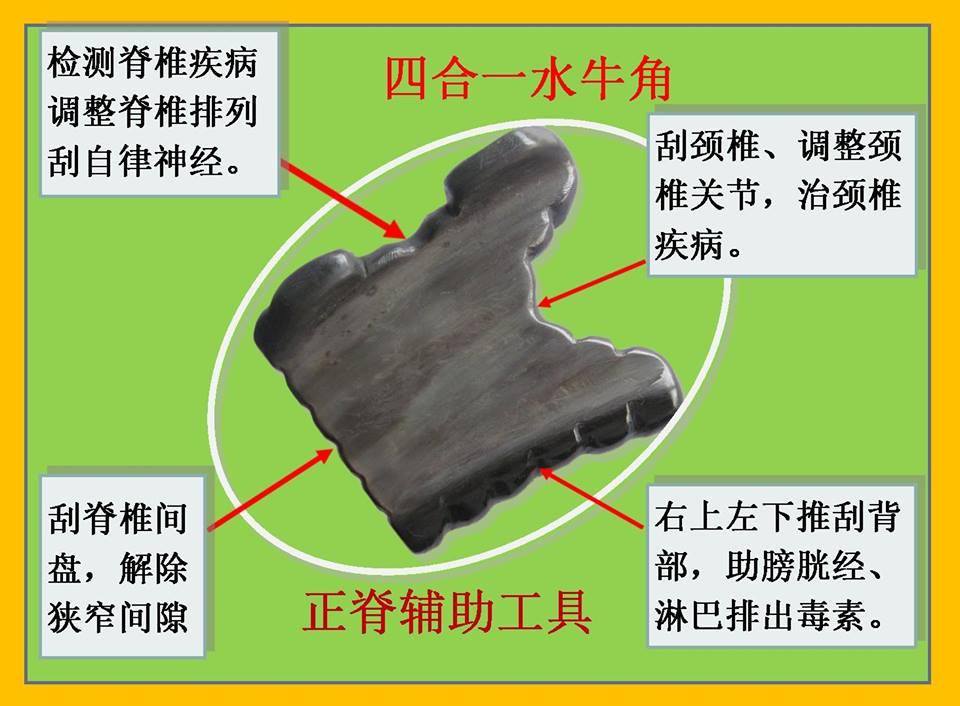 四合一水牛角
检测脊椎疾病
调整脊椎排列
刮自律神经。
刮颈椎、调整颈
椎关节，治颈椎
疾病。
刮脊椎间
盘，解除
狭窄间隙
右上左下推刮背
部，助膀胱经、
淋巴排出毒素。
正脊辅助工具